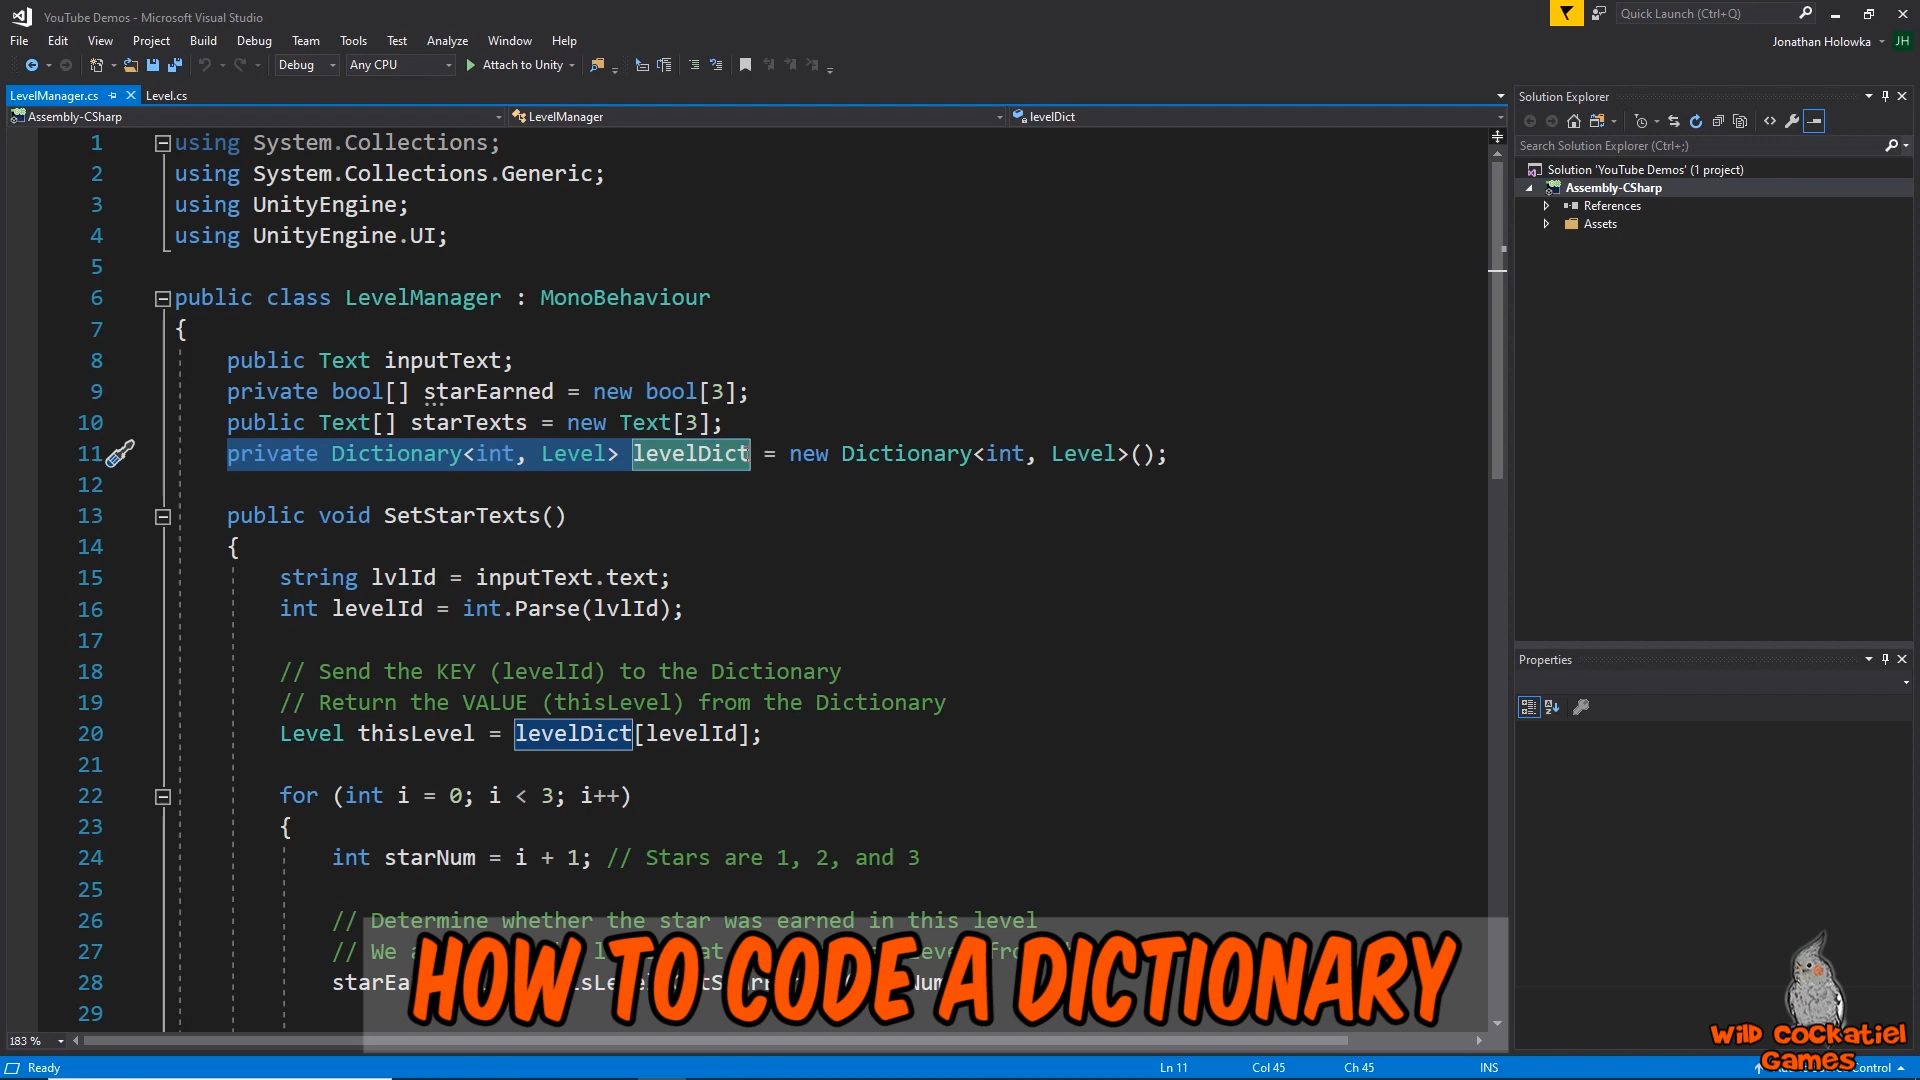 YouTube Demos - Microsoft Visual Studio
Quick Launch (Ctrl+Q)
File Edit View Project Build Debug Team Tools Test Analyze Window Help
Jonathan Holowka JH
Debug Any CPU Attach to Unity
LevelManager.cs Level.cs
Solution Explorer
Assembly-CSharp LevelManager levelDict
Search Solution Explorer (Ctrl+;)
Solution 'YouTube Demos' (1 project)
Assembly-CSharp
References
Assets
1 using System.Collections;
2 using System.Collections.Generic;
3 using UnityEngine;
4 using UnityEngine.UI;
5
6 public class LevelManager : MonoBehaviour
7 {
8 public Text inputText;
9 private bool[] starEarned = new bool[3];
10 public Text[] starTexts = new Text[3];
11 private Dictionary<int, Level> levelDict = new Dictionary<int, Level>();
12
13 public void SetStarTexts()
14 {
15 string lvlId = inputText.text;
16 int levelId = int.Parse(lvlId);
17
18 // Send the KEY (levelId) to the Dictionary
19 // Return the VALUE (thisLevel) from the Dictionary
20 Level thisLevel = levelDict[levelId];
21
22 for (int i = 0; i < 3; i++)
23 {
24 int starNum = i + 1; // Stars are 1, 2, and 3
25
26 // Determine whether the star was earned in this level
27 // We
28 starEa
29
Properties
HOW TO CODE A DICTIONARY
Wild Cockatiel
Games
183 %
Ready Ln 11 Col 45 Ch 45 INS